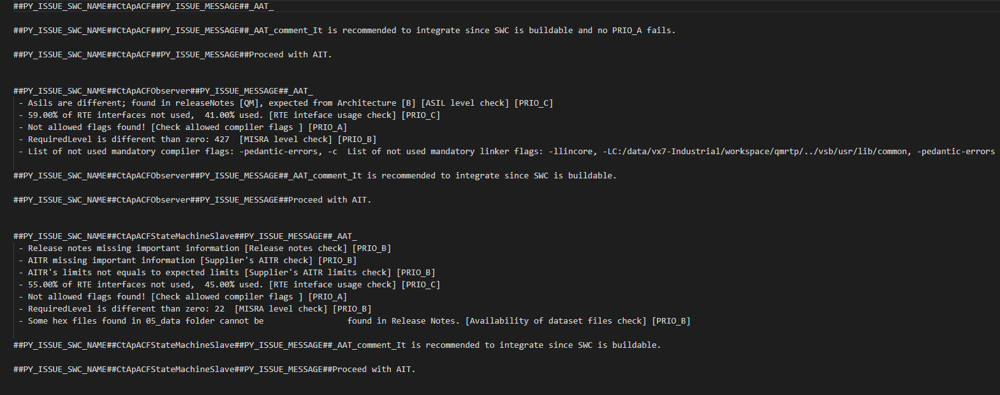 ##PY_ISSUE_SWC_NAME##CtApACF##PY_ISSUE_MESSAGE##_AAT_
##PY_ISSUE_SWC_NAME##CtApACF##PY_ISSUE_MESSAGE##_AAT_comment_It is recommended to integrate since SWC is buildable and no PRIO_A fails.
##PY_ISSUE_SWC_NAME##CtApACF##PY_ISSUE_MESSAGE##Proceed with AIT.
##PY_ISSUE_SWC_NAME##CtApACFObserver##PY_ISSUE_MESSAGE##_AAT_
- Asils are different; found in releaseNotes [QM], expected from Architecture [B] [ASIL level check] [PRIO_C]
- 59.00% of RTE interfaces not used,  41.00% used. [RTE inteface usage check] [PRIO_C]
- Not allowed flags found! [Check allowed compiler flags ] [PRIO_A]
- RequiredLevel is different than zero: 427  [MISRA level check] [PRIO_B]
- List of not used mandatory compiler flags: -pedantic-errors, -c  List of not used mandatory linker flags: -llincore, -LC:/data/vx7-Industrial/workspace/qmrtp/../vsb/usr/lib/common, -pedantic-errors
##PY_ISSUE_SWC_NAME##CtApACFObserver##PY_ISSUE_MESSAGE##_AAT_comment_It is recommended to integrate since SWC is buildable.
##PY_ISSUE_SWC_NAME##CtApACFObserver##PY_ISSUE_MESSAGE##Proceed with AIT.
##PY_ISSUE_SWC_NAME##CtApACFStateMachineSlave##PY_ISSUE_MESSAGE##_AAT_
- Release notes missing important information [Release notes check] [PRIO_B]
- AITR missing important information [Supplier's AITR check] [PRIO_B]
- AITR's limits not equals to expected limits [Supplier's AITR limits check] [PRIO_B]
- 55.00% of RTE interfaces not used,  45.00% used. [RTE inteface usage check] [PRIO_C]
- Not allowed flags found! [Check allowed compiler flags ] [PRIO_A]
- RequiredLevel is different than zero: 22  [MISRA level check] [PRIO_B]
- Some hex files found in 05_data folder cannot be                 found in Release Notes. [Availability of dataset files check] [PRIO_B]
##PY_ISSUE_SWC_NAME##CtApACFStateMachineSlave##PY_ISSUE_MESSAGE##_AAT_comment_It is recommended to integrate since SWC is buildable.
##PY_ISSUE_SWC_NAME##CtApACFStateMachineSlave##PY_ISSUE_MESSAGE##Proceed with AIT.